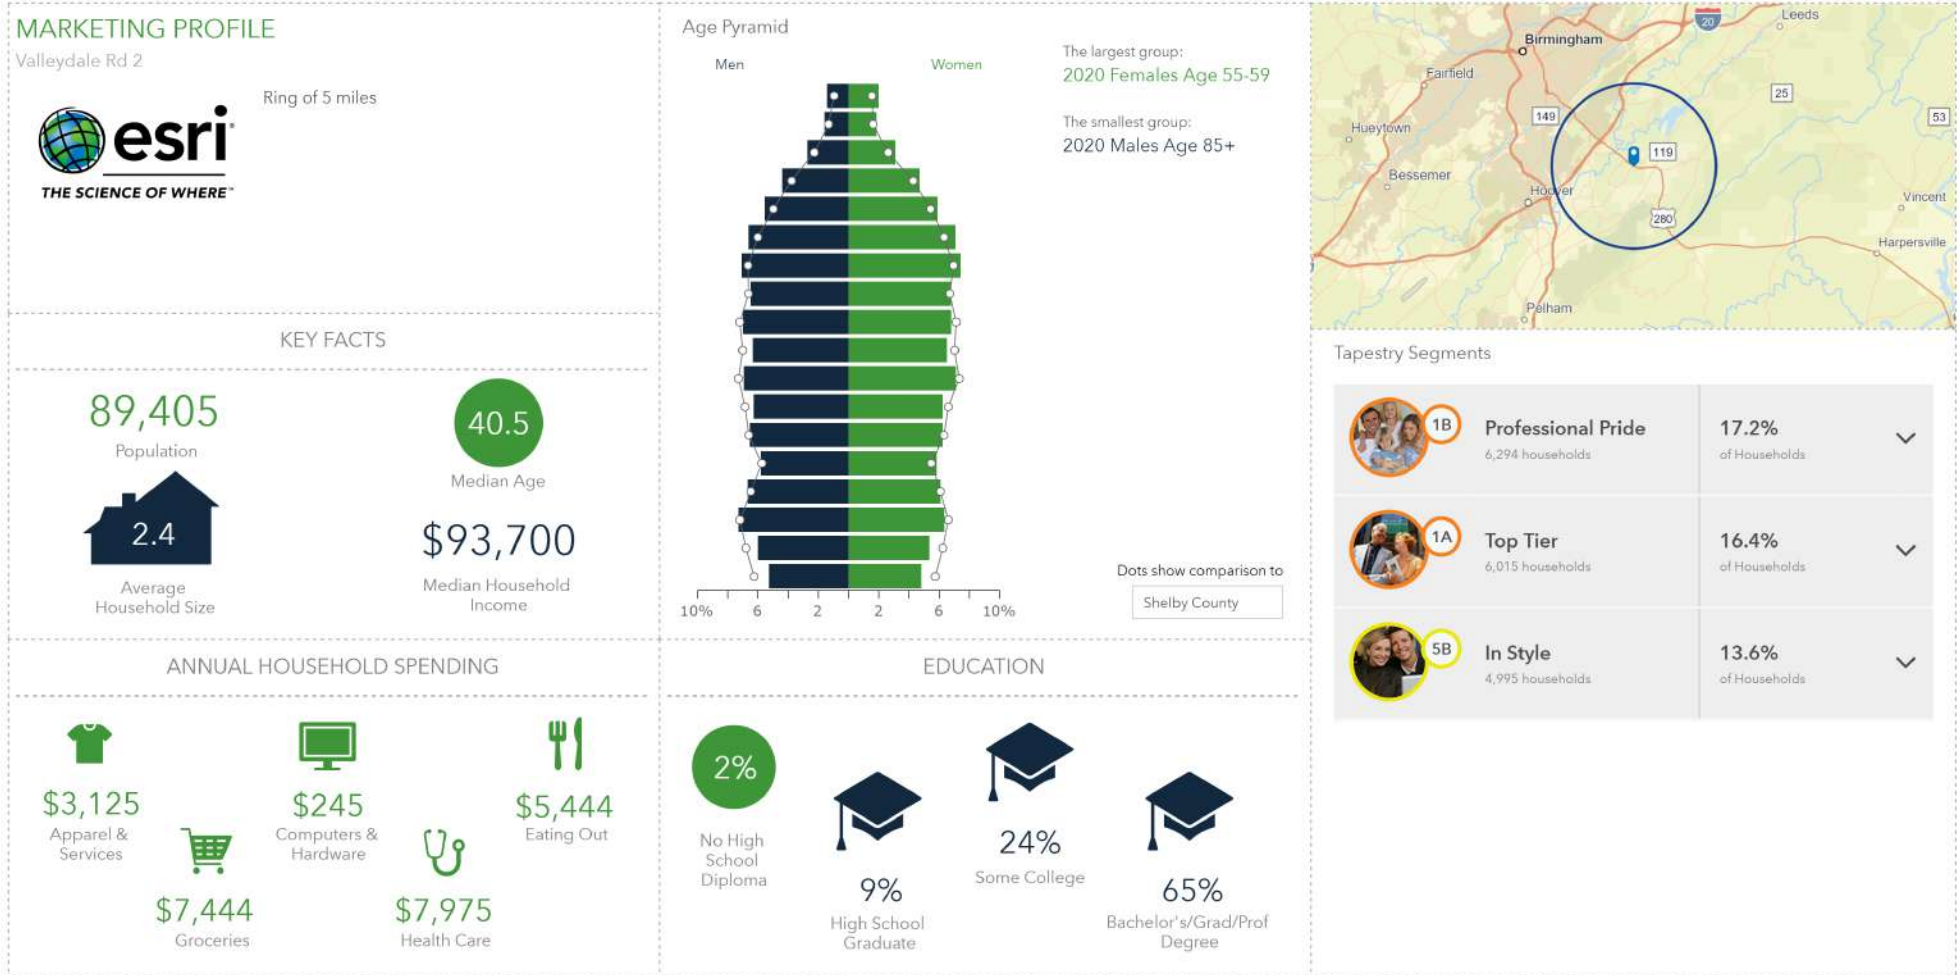 MARKETING PROFILE
Valleydale Rd 2
Ring of 5 miles
esri
THE SCIENCE OF WHERE™
KEY FACTS
89,405
Population
40.5
Median Age
2.4
Average
Household Size
$93,700
Median Household
Income
Age Pyramid
Men
Women
The largest group:
2020 Females Age 55-59
The smallest group:
2020 Males Age 85+
10% 6 2 2 6 10%
Dots show comparison to
Shelby County
Leeds
20
Birmingham
Fairfield
25
149
53
Hueytown
119
Bessemer
Hoover
Vincent
280
Harpersville
Pelham
Tapestry Segments
1B
Professional Pride
6,294 households
17.2%
of Households
1A
Top Tier
6,015 households
16.4%
of Households
5B
In Style
4,995 households
13.6%
of Households
ANNUAL HOUSEHOLD SPENDING
$3,125
Apparel &
Services
$245
Computers &
Hardware
$5,444
Eating Out
$7,444
Groceries
$7,975
Health Care
EDUCATION
2%
No High
School
Diploma
9%
High School
Graduate
24%
Some College
65%
Bachelor's/Grad/Prof
Degree